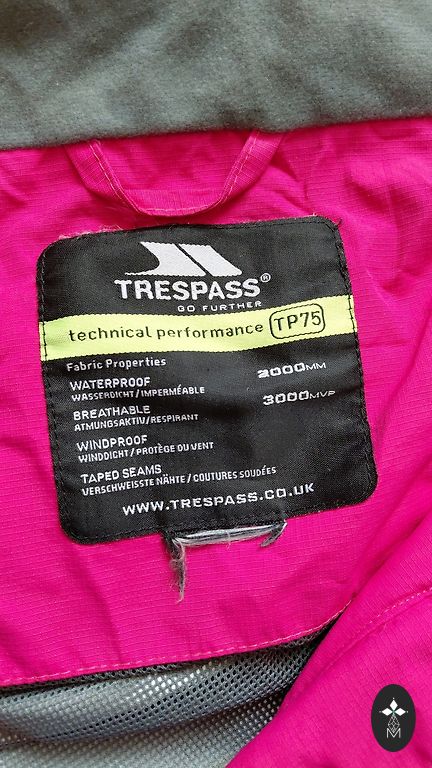 TRESPASS®
GO FURTHER
technical performance TP75
Fabric Properties
WATERPROOF 2000MM
WASSERDICHT/IMPERMÉABLE
BREATHABLE 3000MVP
ATMUNGSAKTIV/RESPIRANT
WINDPROOF
WINDDICHT/PROTÈGE DU VENT
TAPED SEAMS
VERSCHWEISSTE NÄHTE/COUTURES SOUDÉES
WWW.TRESPASS.CO.UK
M